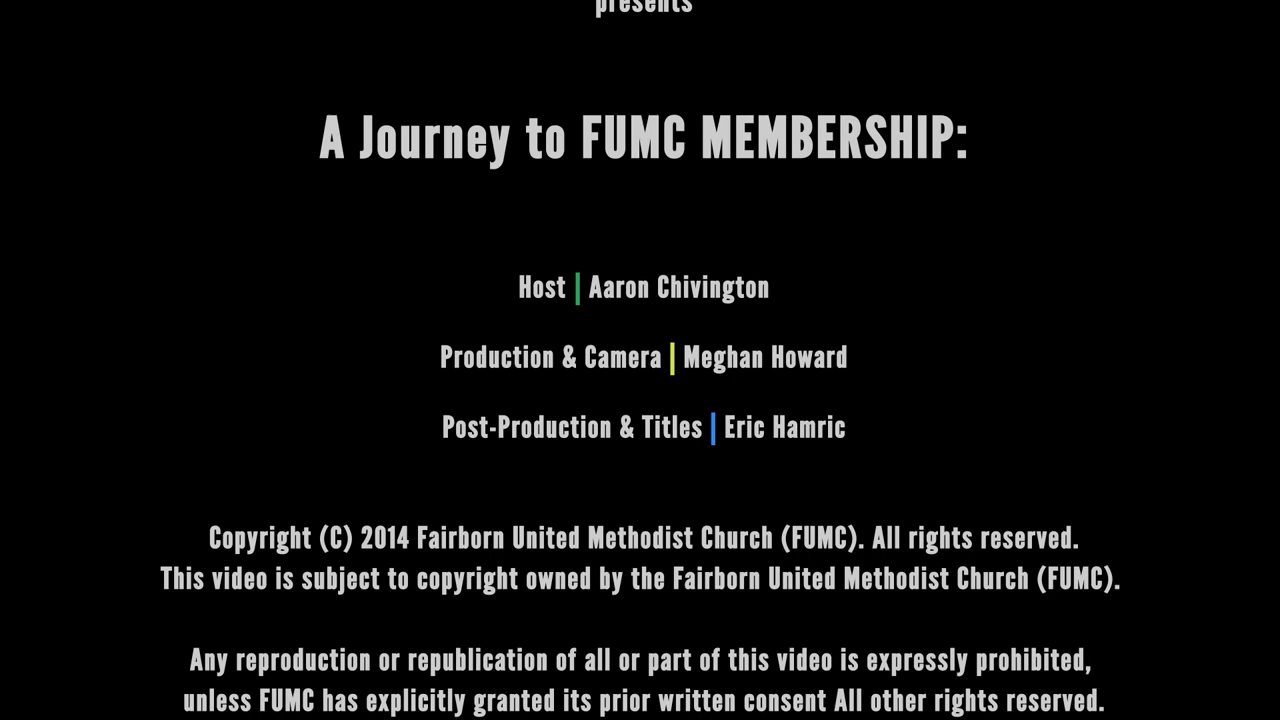 presents
A Journey to FUMC MEMBERSHIP:
Host | Aaron Chivington
Production & Camera | Meghan Howard
Post-Production & Titles | Eric Hamric
Copyright (C) 2014 Fairborn United Methodist Church (FUMC). All rights reserved.
This video is subject to copyright owned by the Fairborn United Methodist Church (FUMC).
Any reproduction or republication of all or part of this video is expressly prohibited,
unless FUMC has explicitly granted its prior written consent All other rights reserved.